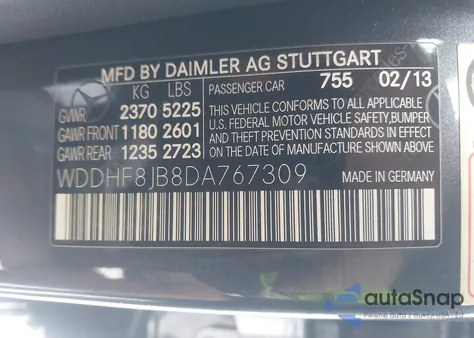 MFD BY DAIMLER AG STUTTGART
KG LBS
GVWR 2370 5225
GAWR FRONT 1180 2601
GAWR REAR 1235 2723
PASSENGER CAR 755 02/13
THIS VEHICLE CONFORMS TO ALL APPLICABLE
U.S. FEDERAL MOTOR VEHICLE SAFETY, BUMPER,
AND THEFT PREVENTION STANDARDS IN EFFECT
ON THE DATE OF MANUFACTURE SHOWN ABOVE.
WDDHF8JB8DA767309
MADE IN GERMANY
autaSnap